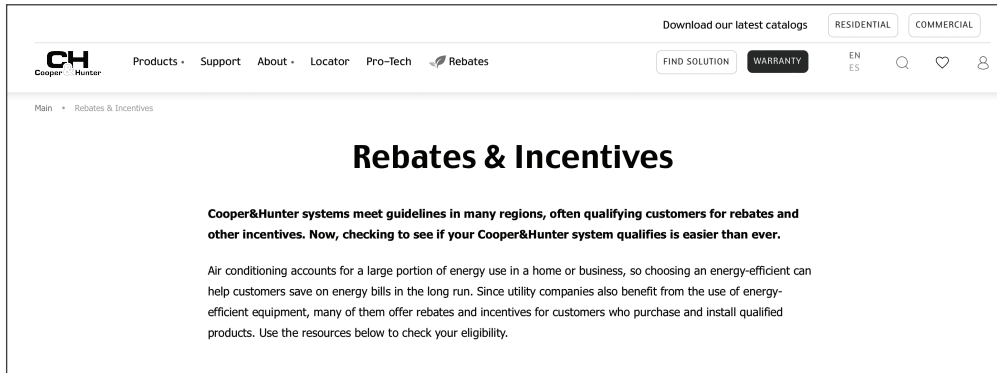 Download our latest catalogs RESIDENTIAL COMMERCIAL
CH
Cooper&Hunter
Products Support About Locator Pro-Tech Rebates FIND SOLUTION WARRANTY EN
ES
Main • Rebates & Incentives
Rebates & Incentives
Cooper&Hunter systems meet guidelines in many regions, often qualifying customers for rebates and
other incentives. Now, checking to see if your Cooper&Hunter system qualifies is easier than ever.
Air conditioning accounts for a large portion of energy use in a home or business, so choosing an energy-efficient can
help customers save on energy bills in the long run. Since utility companies also benefit from the use of energy-
efficient equipment, many of them offer rebates and incentives for customers who purchase and install qualified
products. Use the resources below to check your eligibility.